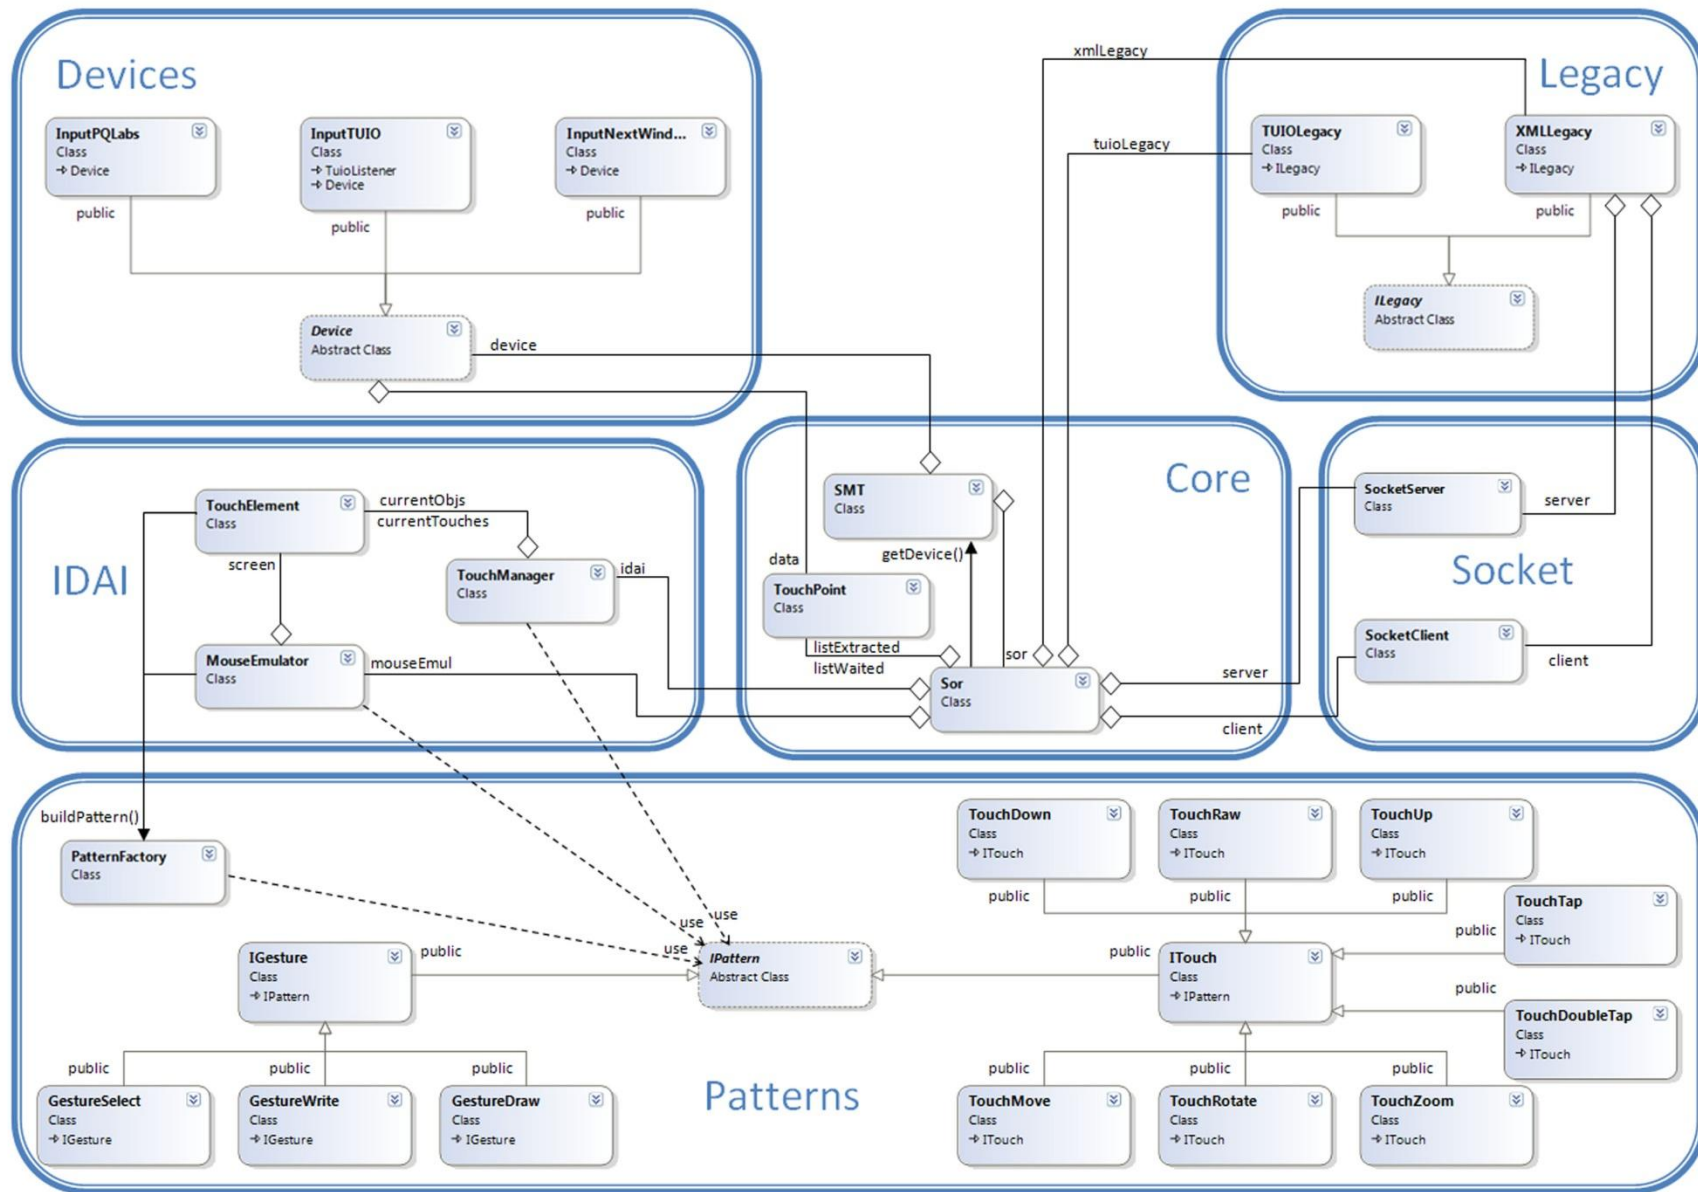 Devices
InputPQLabs
Class
Device
public
InputTUIO
Class
TuioListener
Device
public
InputNextWind...
Class
Device
public
Device
Abstract Class
device
xmlLegacy
tuioLegacy
Legacy
TUIOLegacy
Class
ILegacy
public
XMLLegacy
Class
ILegacy
public
ILegacy
Abstract Class
IDAI
TouchElement
Class
currentObjs
currentTouches
screen
TouchManager
Class
idai
MouseEmulator
Class
mouseEmul
Core
SMT
Class
getDevice()
data
TouchPoint
Class
listExtracted
listWaited
sor
Sor
Class
server
client
Socket
SocketServer
Class
server
SocketClient
Class
client
buildPattern()
PatternFactory
Class
use
use
use
IGesture
Class
IPattern
public
IPattern
Abstract Class
public
ITouch
Class
IPattern
TouchDown
Class
ITouch
public
TouchRaw
Class
ITouch
public
TouchUp
Class
ITouch
public
TouchTap
Class
ITouch
public
TouchDoubleTap
Class
ITouch
public
public
GestureSelect
Class
IGesture
public
GestureWrite
Class
IGesture
public
GestureDraw
Class
IGesture
Patterns
public
TouchMove
Class
ITouch
public
TouchRotate
Class
ITouch
public
TouchZoom
Class
ITouch